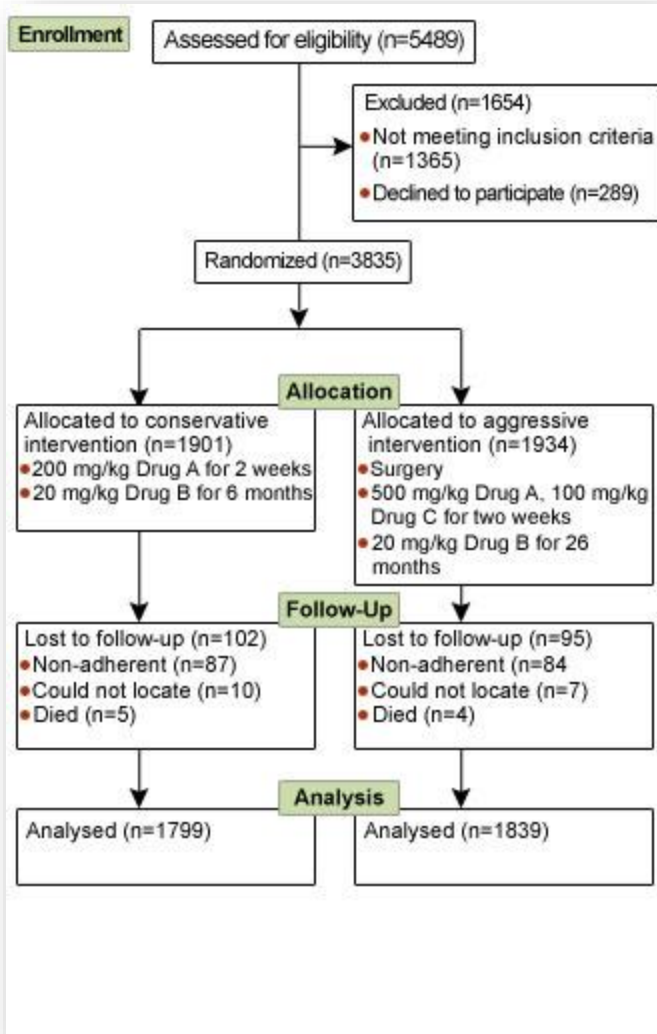 Enrollment
Assessed for eligibility (n=5489)
Excluded (n=1654)
•Not meeting inclusion criteria
(n=1365)
•Declined to participate (n=289)
Randomized (n=3835)
Allocation
Allocated to conservative
intervention (n=1901)
•200 mg/kg Drug A for 2 weeks
•20 mg/kg Drug B for 6 months
Allocated to aggressive
intervention (n=1934)
•Surgery
•500 mg/kg Drug A, 100 mg/kg
Drug C for two weeks
•20 mg/kg Drug B for 26
months
Follow-Up
Lost to follow-up (n=102)
•Non-adherent (n=87)
•Could not locate (n=10)
•Died (n=5)
Lost to follow-up (n=95)
•Non-adherent (n=84
•Could not locate (n=7)
•Died (n=4)
Analysis
Analysed (n=1799)
Analysed (n=1839)